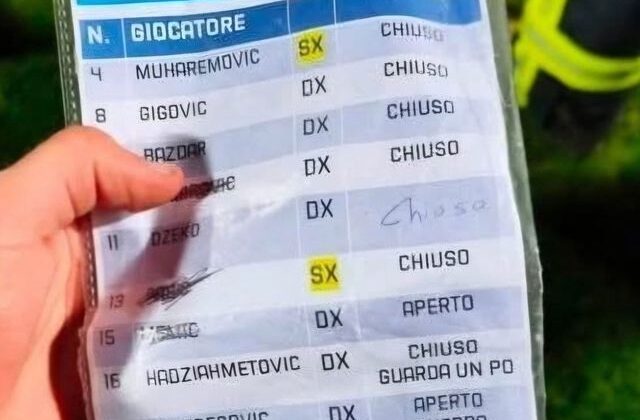 N. GIOCATORE
4 MUHAREMOVIC SX CHIUSO
8 GIGOVIC DX CHIUSO
BAZDAR DX CHIUSO
DX CHIUSO
11 DZEKO DX Chiuso
13 SX CHIUSO
15 DX APERTO
16 HADZIAHMETOVIC DX CHIUSO
GUARDA UN PO
DX APERTO